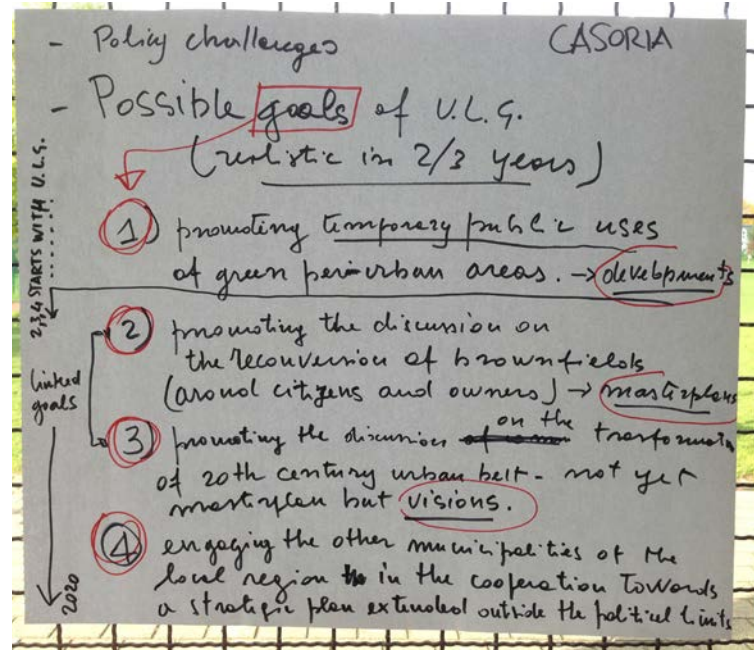 - Policy challenges
CASORIA
- Possible goals of U.L.G.
(realistic in 2/3 years)
1) promoting temporary public uses
of green peri-urban areas. → developments
2) promoting the discussion on
the reconversion of brownfields
(around citizens and owners) → masterplans
3) promoting the discussion on the trasformatio
of 20th century urban belt - not yet
masterplan but visions.
4) engaging the other municipalities of the
local region in the cooperation towards
a strategic plan extended outside the political limits
2,3,4 STARTS WITH U.L.G.
linked
goals
2020